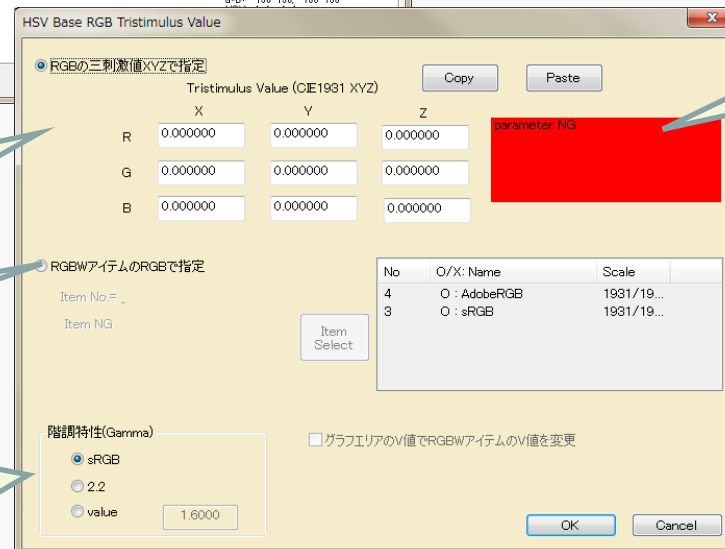 HSV Base RGB Tristimulus Value
RGBの三刺激値XYZで指定
Copy
Paste
Tristimulus Value (CIE1931 XYZ)
X Y Z
R 0.000000 0.000000 0.000000
G 0.000000 0.000000 0.000000
B 0.000000 0.000000 0.000000
parameter NG
RGBWアイテムのRGBで指定
Item No.= _
Item NG
Item
Select
No O/X: Name Scale
4 O : AdobeRGB 1931/19...
3 O : sRGB 1931/19...
階調特性(Gamma)
sRGB
2.2
value 1.6000
グラフエリアのV値でRGBWアイテムのV値を変更
OK
Cancel